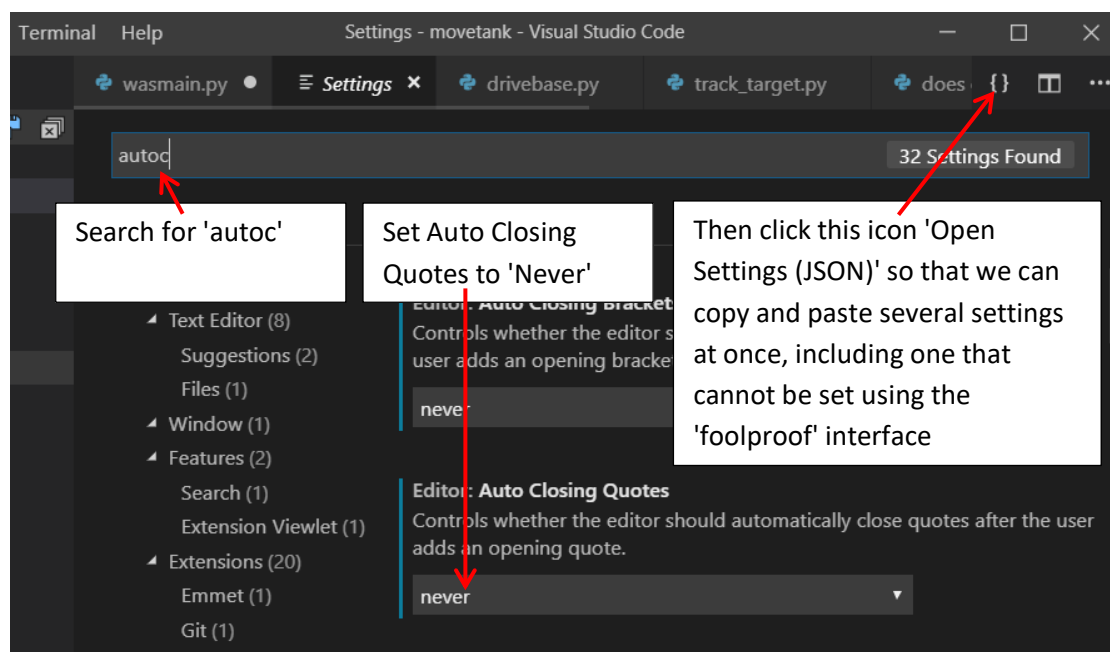 Terminal Help Settings - movetank - Visual Studio Code
wasmain.py Settings drivebase.py track_target.py does {}
autoc 32 Settings Found
Search for 'autoc'
Set Auto Closing
Quotes to 'Never'
Then click this icon 'Open
Settings (JSON)' so that we can
copy and paste several settings
at once, including one that
cannot be set using the
'foolproof' interface
Text Editor (8)
Suggestions (2)
Files (1)
Window (1)
Features (2)
Search (1)
Extension Viewlet (1)
Extensions (20)
Emmet (1)
Git (1)
Editor: Auto Closing Brackets
Controls whether the editor s
user adds an opening bracke
never
Editor: Auto Closing Quotes
Controls whether the editor should automatically close quotes after the user
adds an opening quote.
never